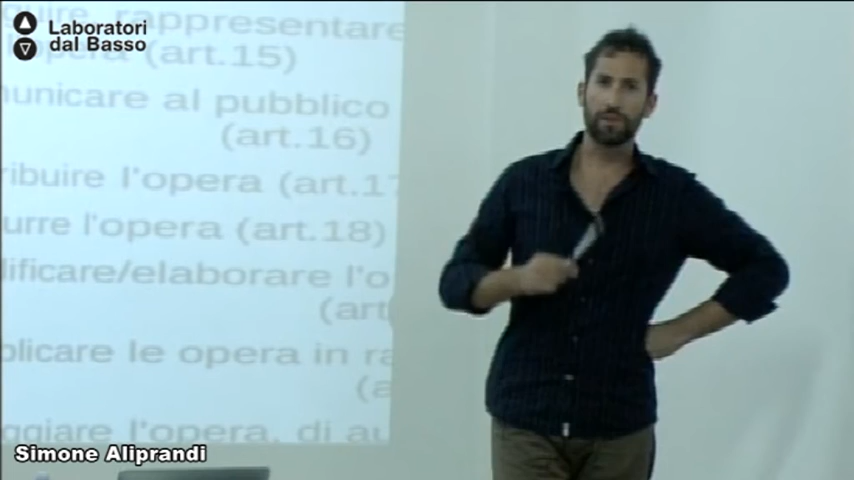 Laboratori
dal Basso
rappresentare
l'opera (art.15)
municare al pubblico
(art.16)
ribuire l'opera (art.17
urre l'opera (art.18)
dificare/elaborare l'o
(art
blicare le opera in ra
(a
ggiare l'opera, di au
Simone Aliprandi